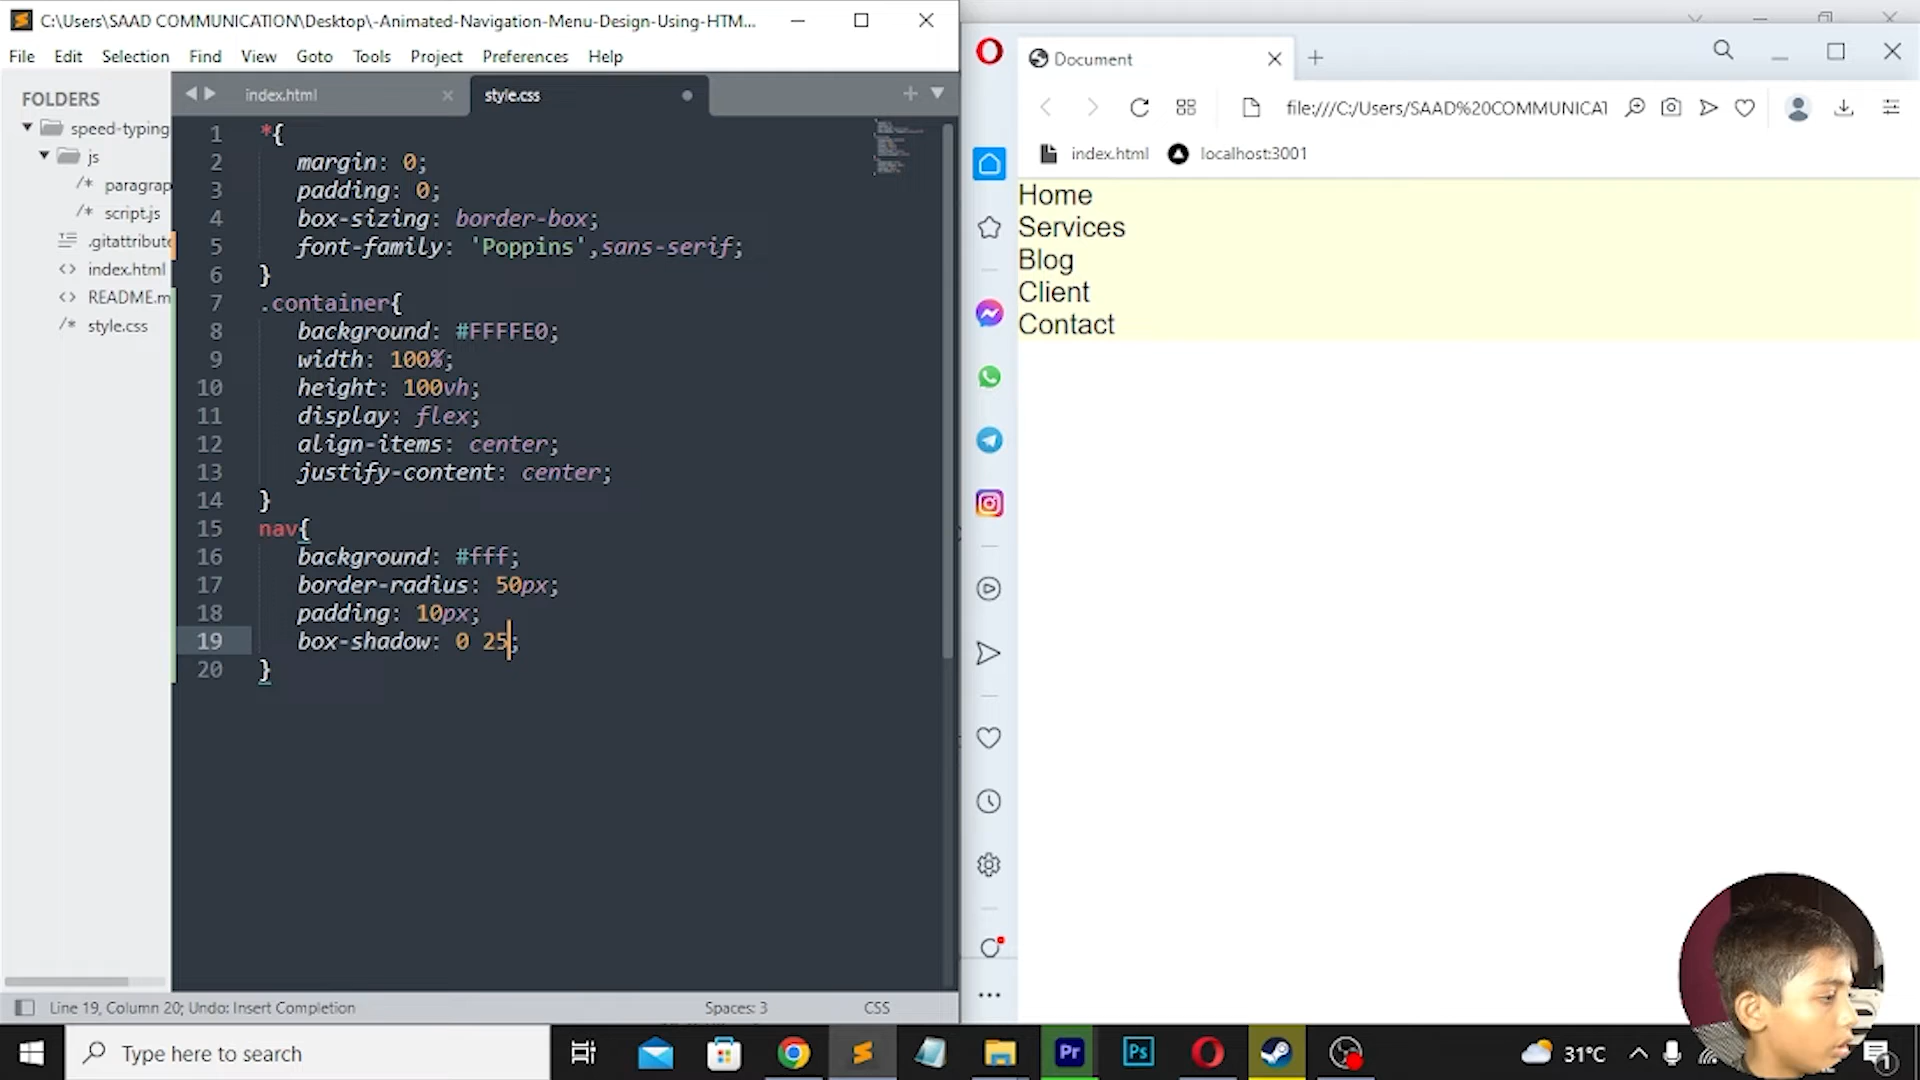 C:\Users\SAAD COMMUNICATION\Desktop\-Animated-Navigation-Menu-Design-Using-HTM...
File Edit Selection Find View Goto Tools Project Preferences Help
FOLDERS
speed-typing
js
/* paragrap
/* script.js
.gitattribute
<> index.html
<> README.m
/* style.css
index.html
style.css
1 *{
2 margin: 0;
3 padding: 0;
4 box-sizing: border-box;
5 font-family: 'Poppins',sans-serif;
6 }
7 .container{
8 background: #FFFFE0;
9 width: 100%;
10 height: 100vh;
11 display: flex;
12 align-items: center;
13 justify-content: center;
14 }
15 nav{
16 background: #fff;
17 border-radius: 50px;
18 padding: 10px;
19 box-shadow: 0 25;
20 }
Line 19, Column 20; Undo: Insert Completion
Spaces: 3
CSS
Document
file:///C:/Users/SAAD%20COMMUNICAT
index.html
localhost:3001
Home
Services
Blog
Client
Contact
Type here to search
Pr
Ps
31°C
1